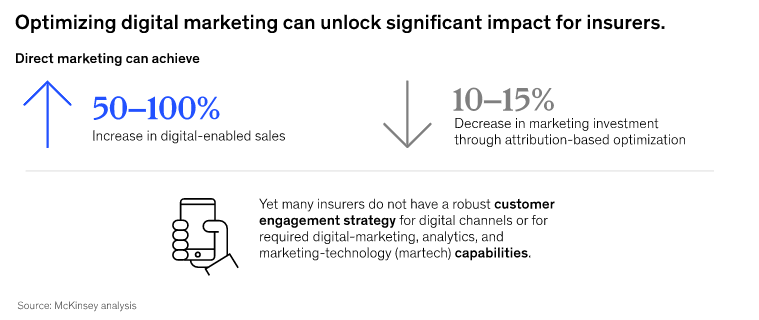 Optimizing digital marketing can unlock significant impact for insurers.
Direct marketing can achieve
50–100%
Increase in digital-enabled sales
10–15%
Decrease in marketing investment
through attribution-based optimization
Yet many insurers do not have a robust customer
engagement strategy for digital channels or for
required digital-marketing, analytics, and
marketing-technology (martech) capabilities.
Source: McKinsey analysis